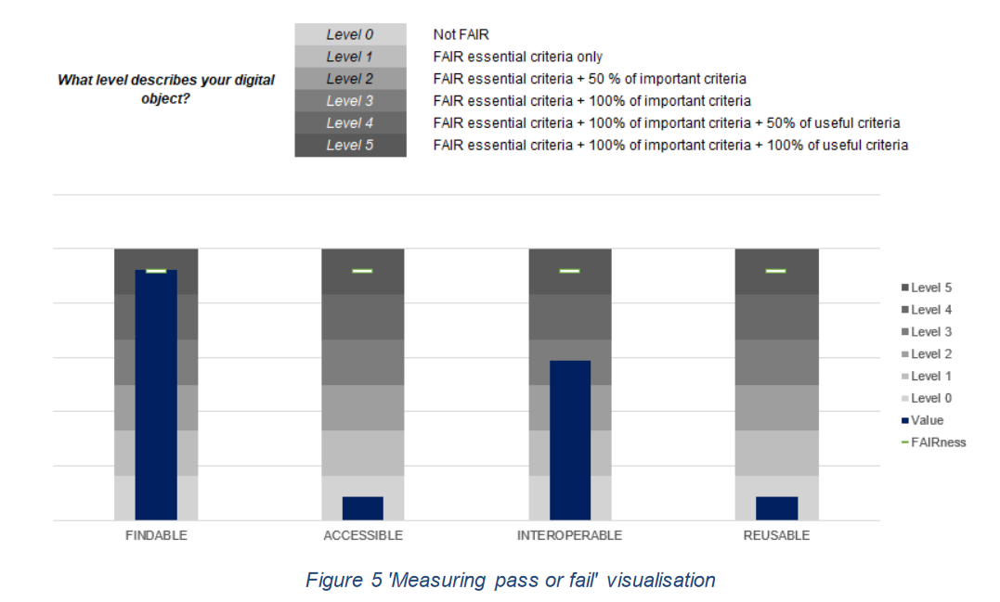 Level 0 Not FAIR
Level 1 FAIR essential criteria only
What level describes your digital object?
Level 2 FAIR essential criteria + 50 % of important criteria
Level 3 FAIR essential criteria + 100% of important criteria
Level 4 FAIR essential criteria + 100% of important criteria + 50% of useful criteria
Level 5 FAIR essential criteria + 100% of important criteria + 100% of useful criteria
Level 5
Level 4
Level 3
Level 2
Level 1
Level 0
Value
FAIRness
FINDABLE ACCESSIBLE INTEROPERABLE REUSABLE
Figure 5 'Measuring pass or fail' visualisation